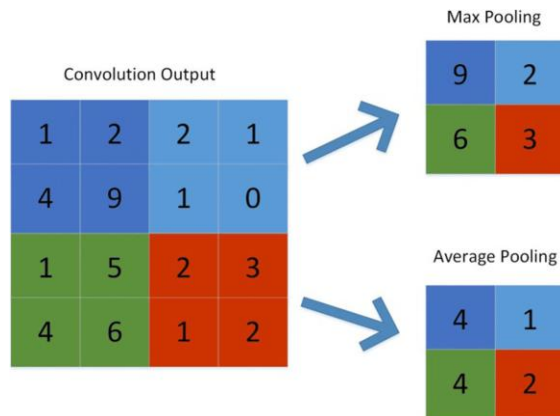 Max Pooling
9 2
6 3
Convolution Output
1 2 2 1
4 9 1 0
1 5 2 3
4 6 1 2
Average Pooling
4 1
4 2